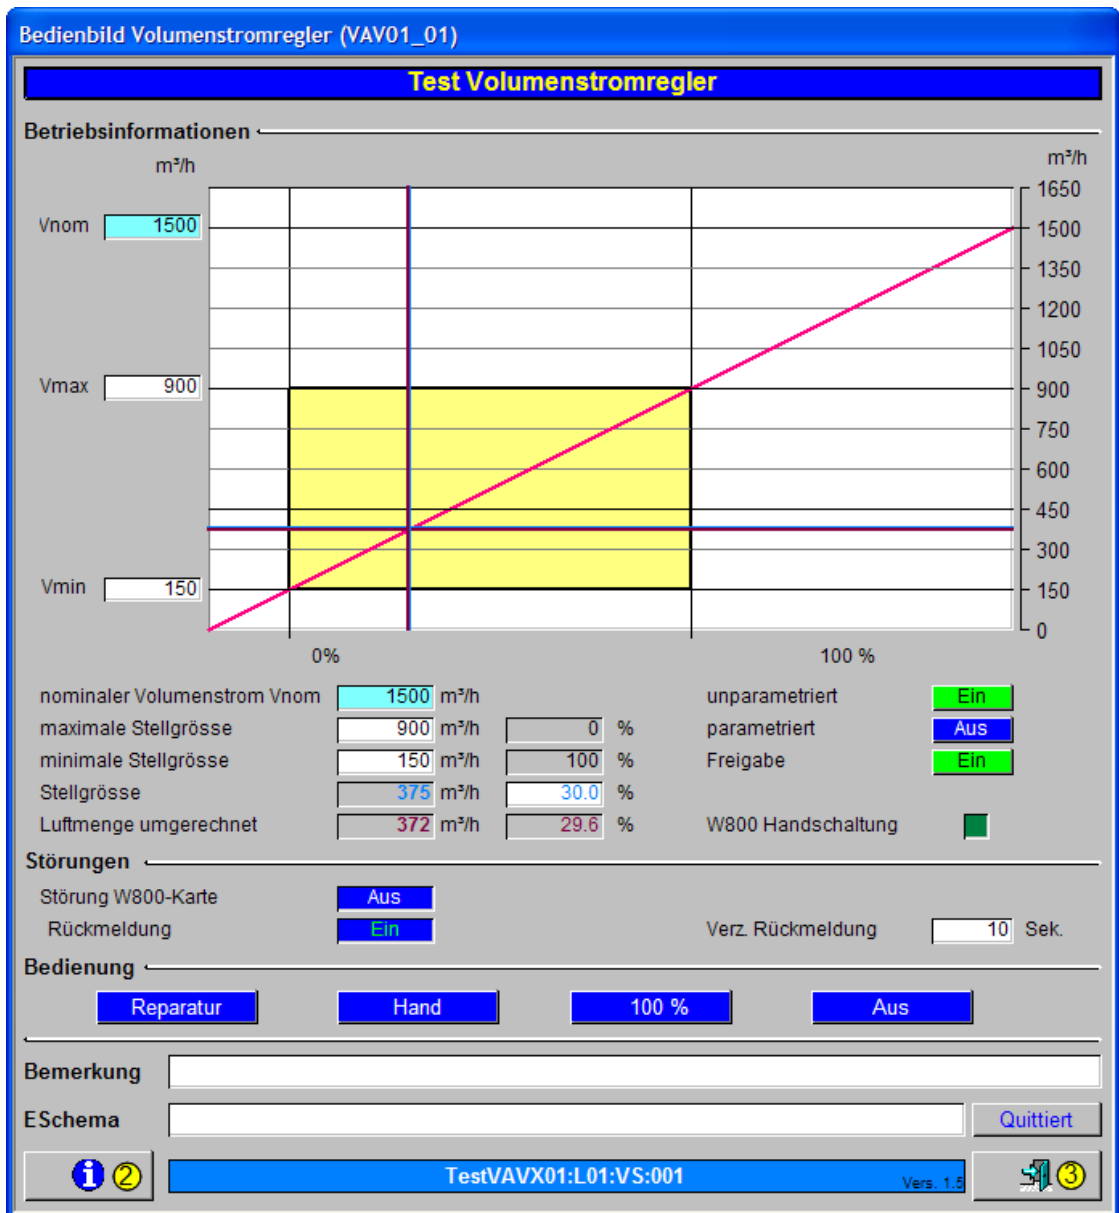 Bedienbild Volumenstromregler (VAV01_01)
Test Volumenstromregler
Betriebsinformationen
m³/h m³/h
1650
Vnom 1500 1500
1350
1200
1050
Vmax 900 900
750
600
450
300
Vmin 150 150
0
0% 100 %
nominaler Volumenstrom Vnom 1500 m³/h unparametriert Ein
maximale Stellgrösse 900 m³/h 0 % parametriert Aus
minimale Stellgrösse 150 m³/h 100 % Freigabe Ein
Stellgrösse 375 m³/h 30.0 %
Luftmenge umgerechnet 372 m³/h 29.6 % W800 Handschaltung
Störungen
Störung W800-Karte Aus
Rückmeldung Ein Verz. Rückmeldung 10 Sek.
Bedienung
Reparatur Hand 100 % Aus
Bemerkung
ESchema Quittiert
i 2 TestVAVX01:L01:VS:001 Vers. 1.5 3